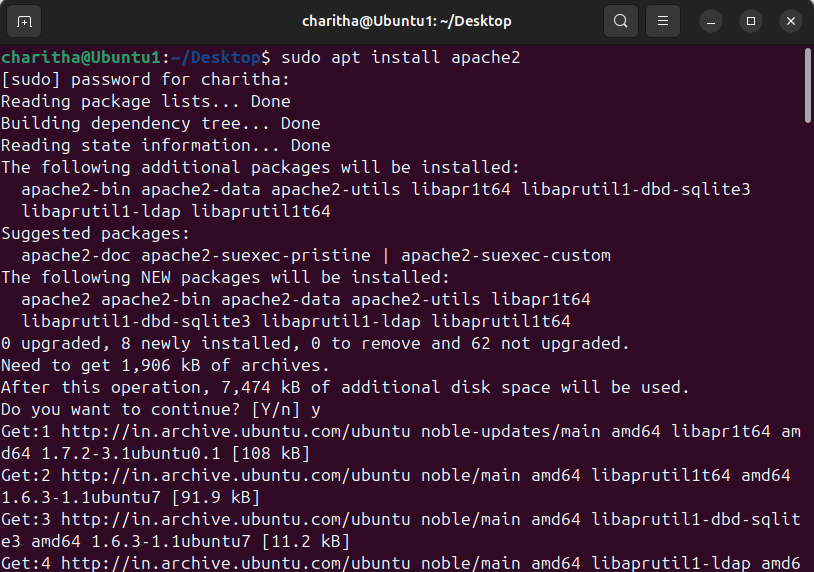 charitha@Ubuntu1: ~/Desktop
charitha@Ubuntu1:~/Desktop$ sudo apt install apache2
[sudo] password for charitha:
Reading package lists... Done
Building dependency tree... Done
Reading state information... Done
The following additional packages will be installed:
  apache2-bin apache2-data apache2-utils libapr1t64 libaprutil1-dbd-sqlite3
  libaprutil1-ldap libaprutil1t64
Suggested packages:
  apache2-doc apache2-suexec-pristine | apache2-suexec-custom
The following NEW packages will be installed:
  apache2 apache2-bin apache2-data apache2-utils libapr1t64
  libaprutil1-dbd-sqlite3 libaprutil1-ldap libaprutil1t64
0 upgraded, 8 newly installed, 0 to remove and 62 not upgraded.
Need to get 1,906 kB of archives.
After this operation, 7,474 kB of additional disk space will be used.
Do you want to continue? [Y/n] y
Get:1 http://in.archive.ubuntu.com/ubuntu noble-updates/main amd64 libapr1t64 am
d64 1.7.2-3.1ubuntu0.1 [108 kB]
Get:2 http://in.archive.ubuntu.com/ubuntu noble/main amd64 libaprutil1t64 amd64
1.6.3-1.1ubuntu7 [91.9 kB]
Get:3 http://in.archive.ubuntu.com/ubuntu noble/main amd64 libaprutil1-dbd-sqlit
e3 amd64 1.6.3-1.1ubuntu7 [11.2 kB]
Get:4 http://in.archive.ubuntu.com/ubuntu noble/main amd64 libaprutil1-ldap amd6